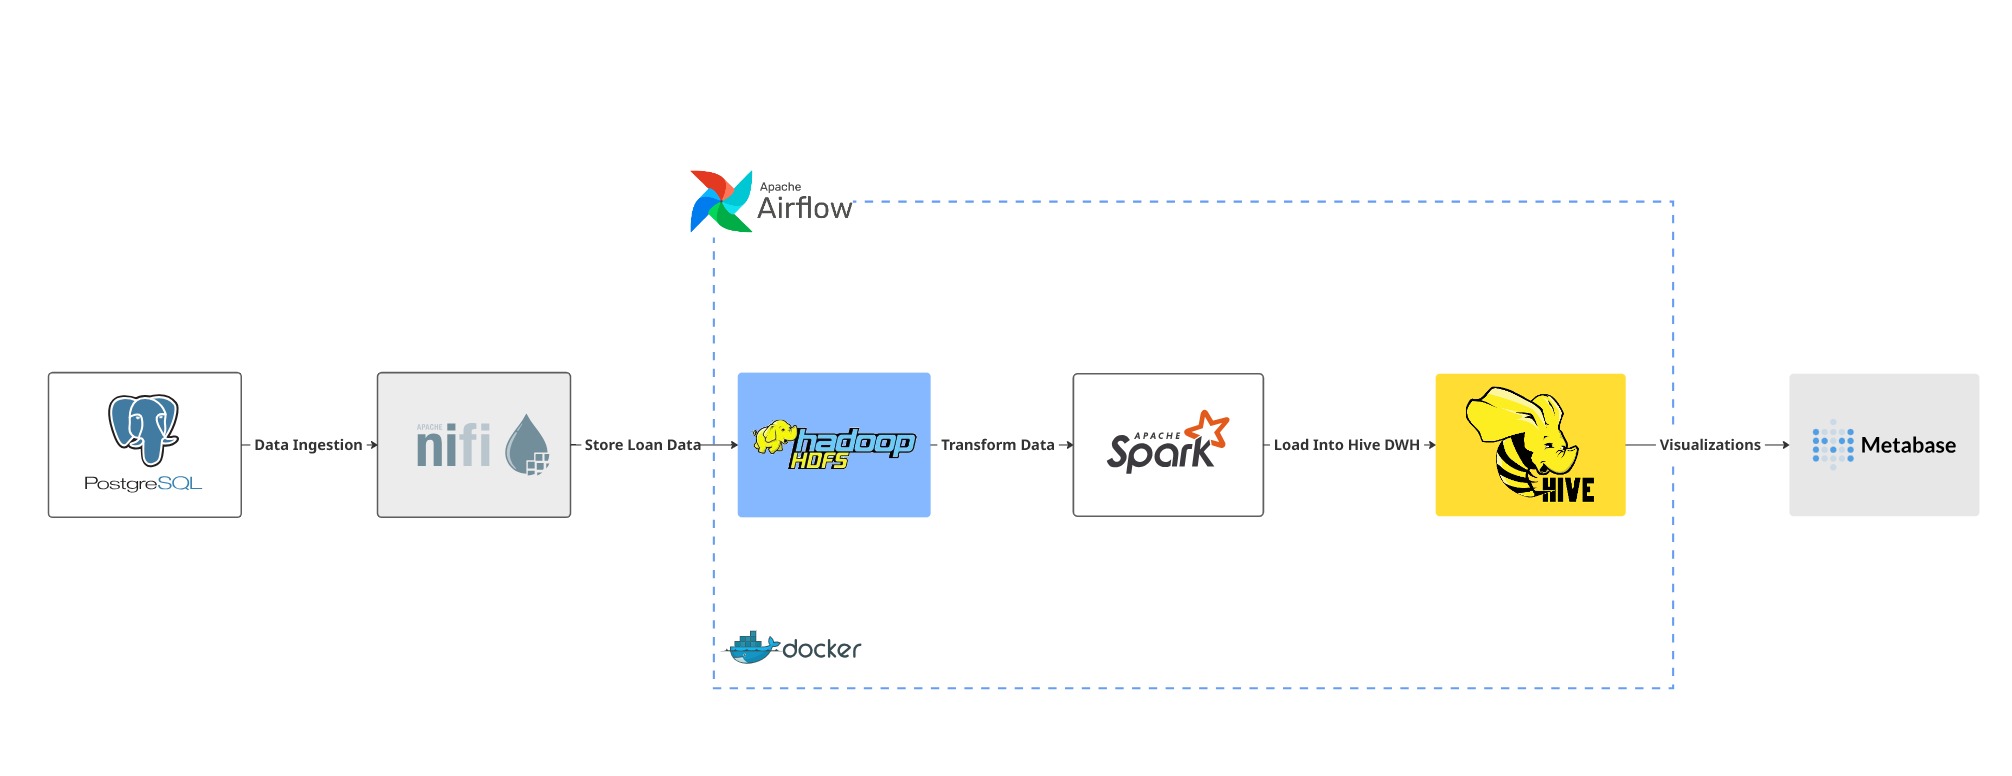 Apache
Airflow
PostgreSQL
Data Ingestion
APACHE
nifi
Store Loan Data
hadoop
HDFS
Transform Data
APACHE
Spark
Load Into Hive DWH
HIVE
Visualizations
Metabase
docker